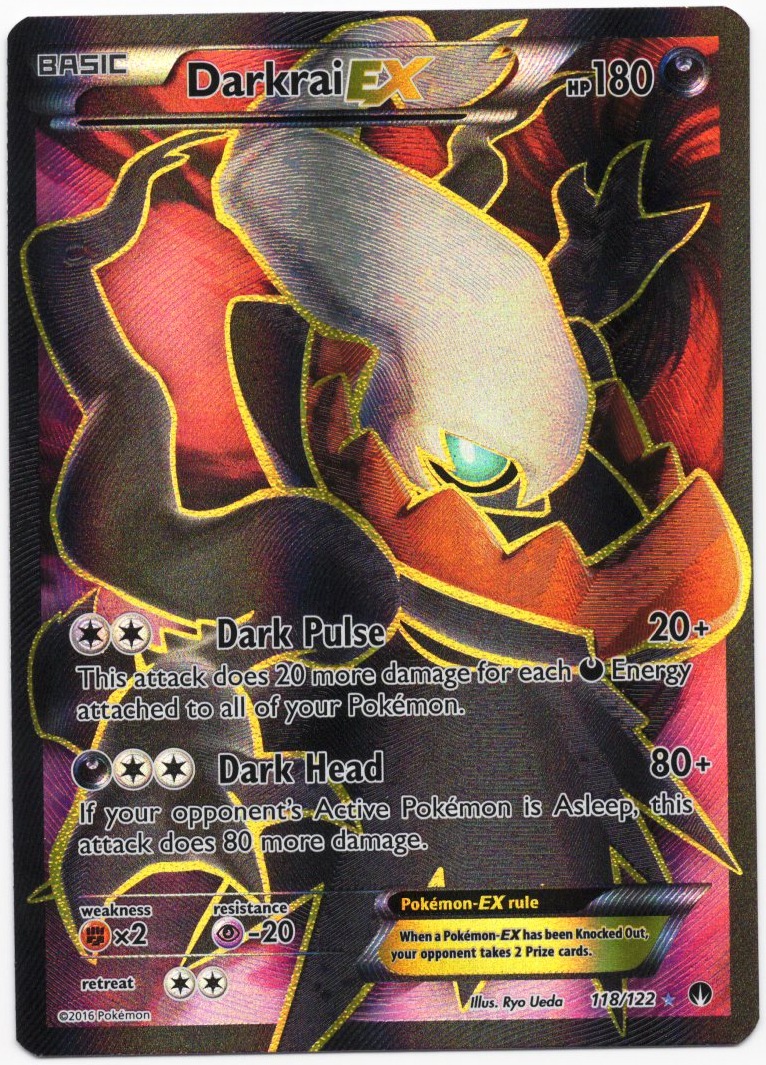 BASIC DarkraiEX HP180
Dark Pulse 20+
This attack does 20 more damage for each Energy
attached to all of your Pokémon.
Dark Head 80+
If your opponent's Active Pokémon is Asleep, this
attack does 80 more damage.
weakness resistance
×2 -20
retreat
Pokémon-EX rule
When a Pokémon-EX has been Knocked Out,
your opponent takes 2 Prize cards.
Illus. Ryo Ueda 118/122
©2016 Pokémon